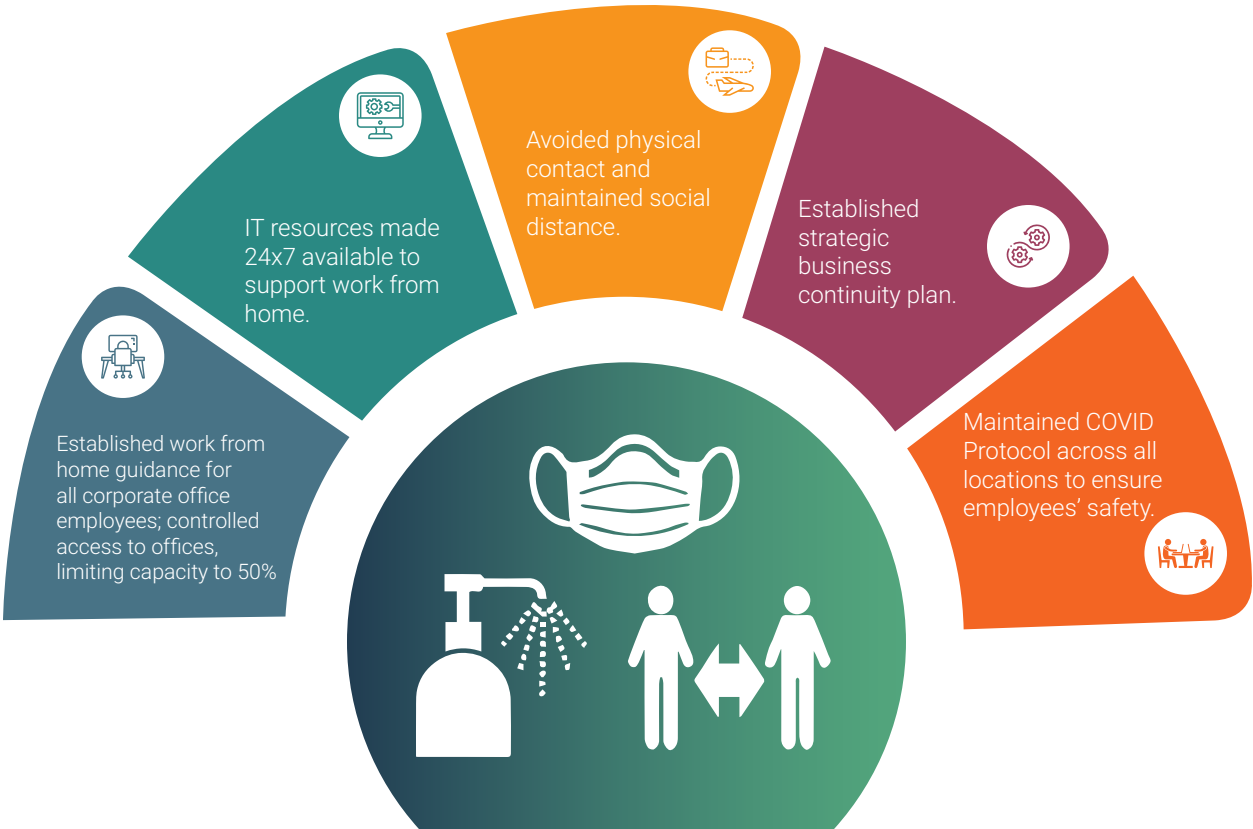 Established work from
home guidance for
all corporate office
employees; controlled
access to offices,
limiting capacity to 50%
IT resources made
24x7 available to
support work from
home.
Avoided physical
contact and
maintained social
distance.
Established
strategic
business
continuity plan.
Maintained COVID
Protocol across all
locations to ensure
employees’ safety.